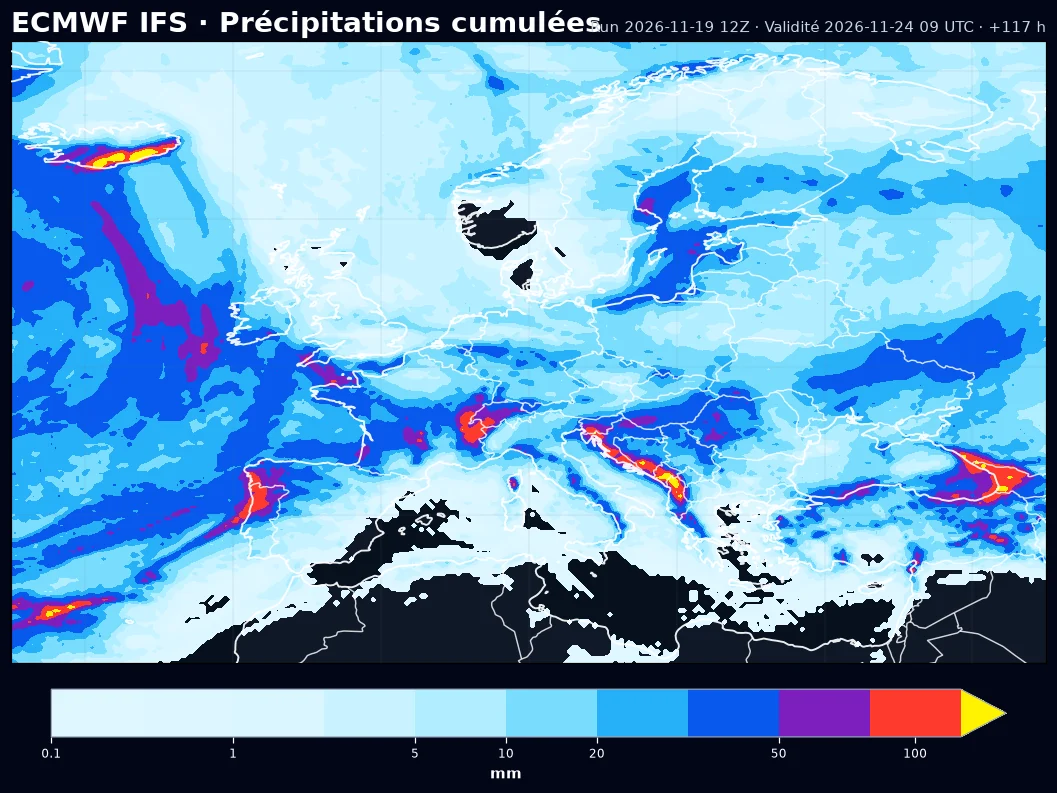 ECMWF IFS · Précipitations cumulées
Run 2026-11-19 12Z · Validité 2026-11-24 09 UTC · +117 h
0.1 1 5 10 20 50 100
mm